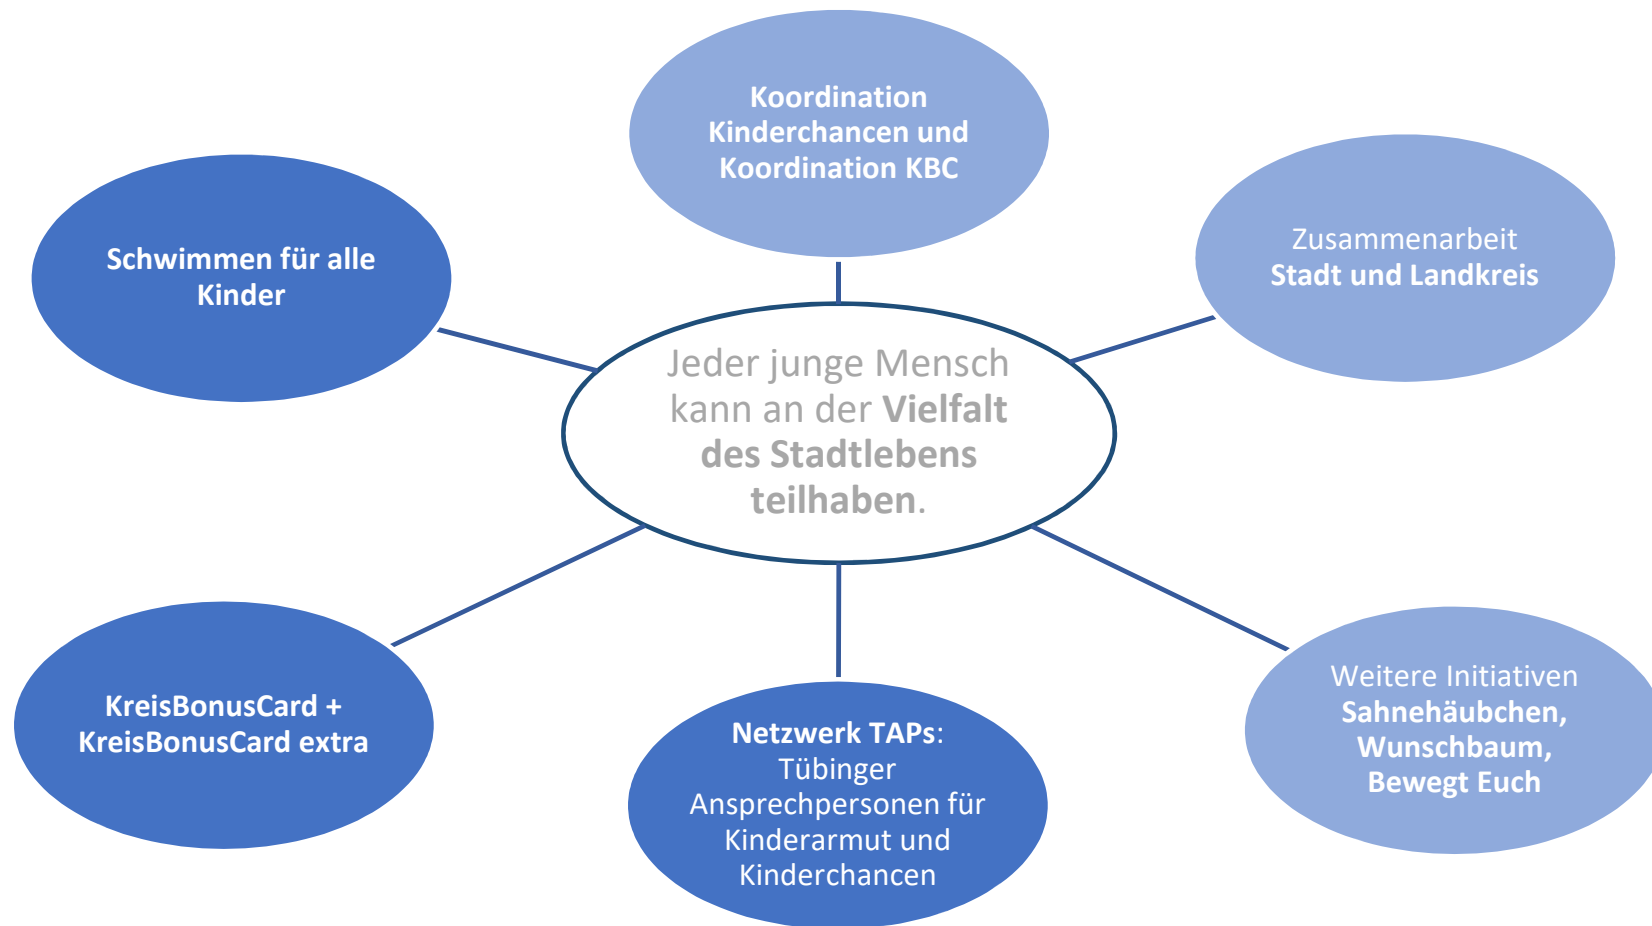 Koordination
Kinderchancen und
Koordination KBC
Schwimmen für alle
Kinder
Zusammenarbeit
Stadt und Landkreis
Jeder junge Mensch
kann an der Vielfalt
des Stadtlebens
teilhaben.
KreisBonusCard +
KreisBonusCard extra
Netzwerk TAPs:
Tübinger
Ansprechpersonen für
Kinderarmut und
Kinderchancen
Weitere Initiativen
Sahnehäubchen,
Wunschbaum,
Bewegt Euch